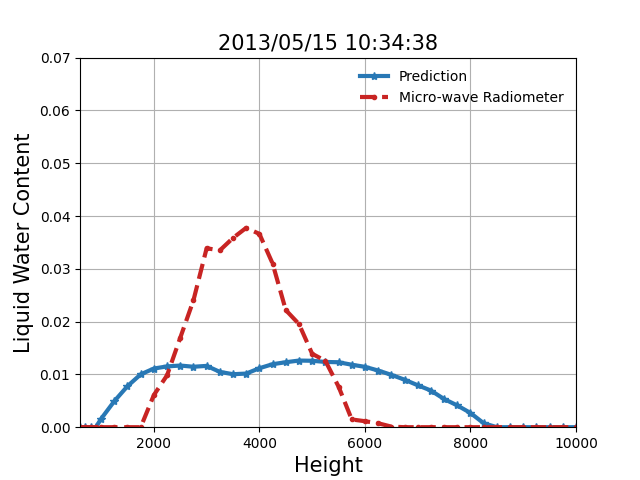 2013/05/15 10:34:38
Prediction
Micro-wave Radiometer
Liquid Water Content
0.07
0.06
0.05
0.04
0.03
0.02
0.01
0.00
2000 4000 6000 8000 10000
Height